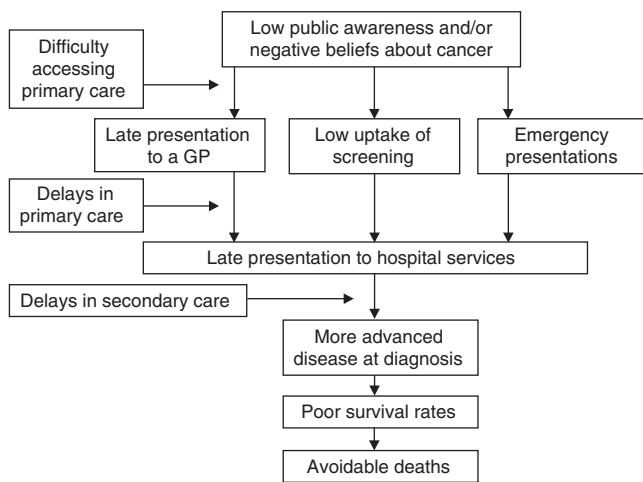 Low public awareness and/or
negative beliefs about cancer
Difficulty
accessing
primary care
Late presentation
to a GP
Low uptake of
screening
Emergency
presentations
Delays in
primary care
Late presentation to hospital services
Delays in secondary care
More advanced
disease at diagnosis
Poor survival rates
Avoidable deaths